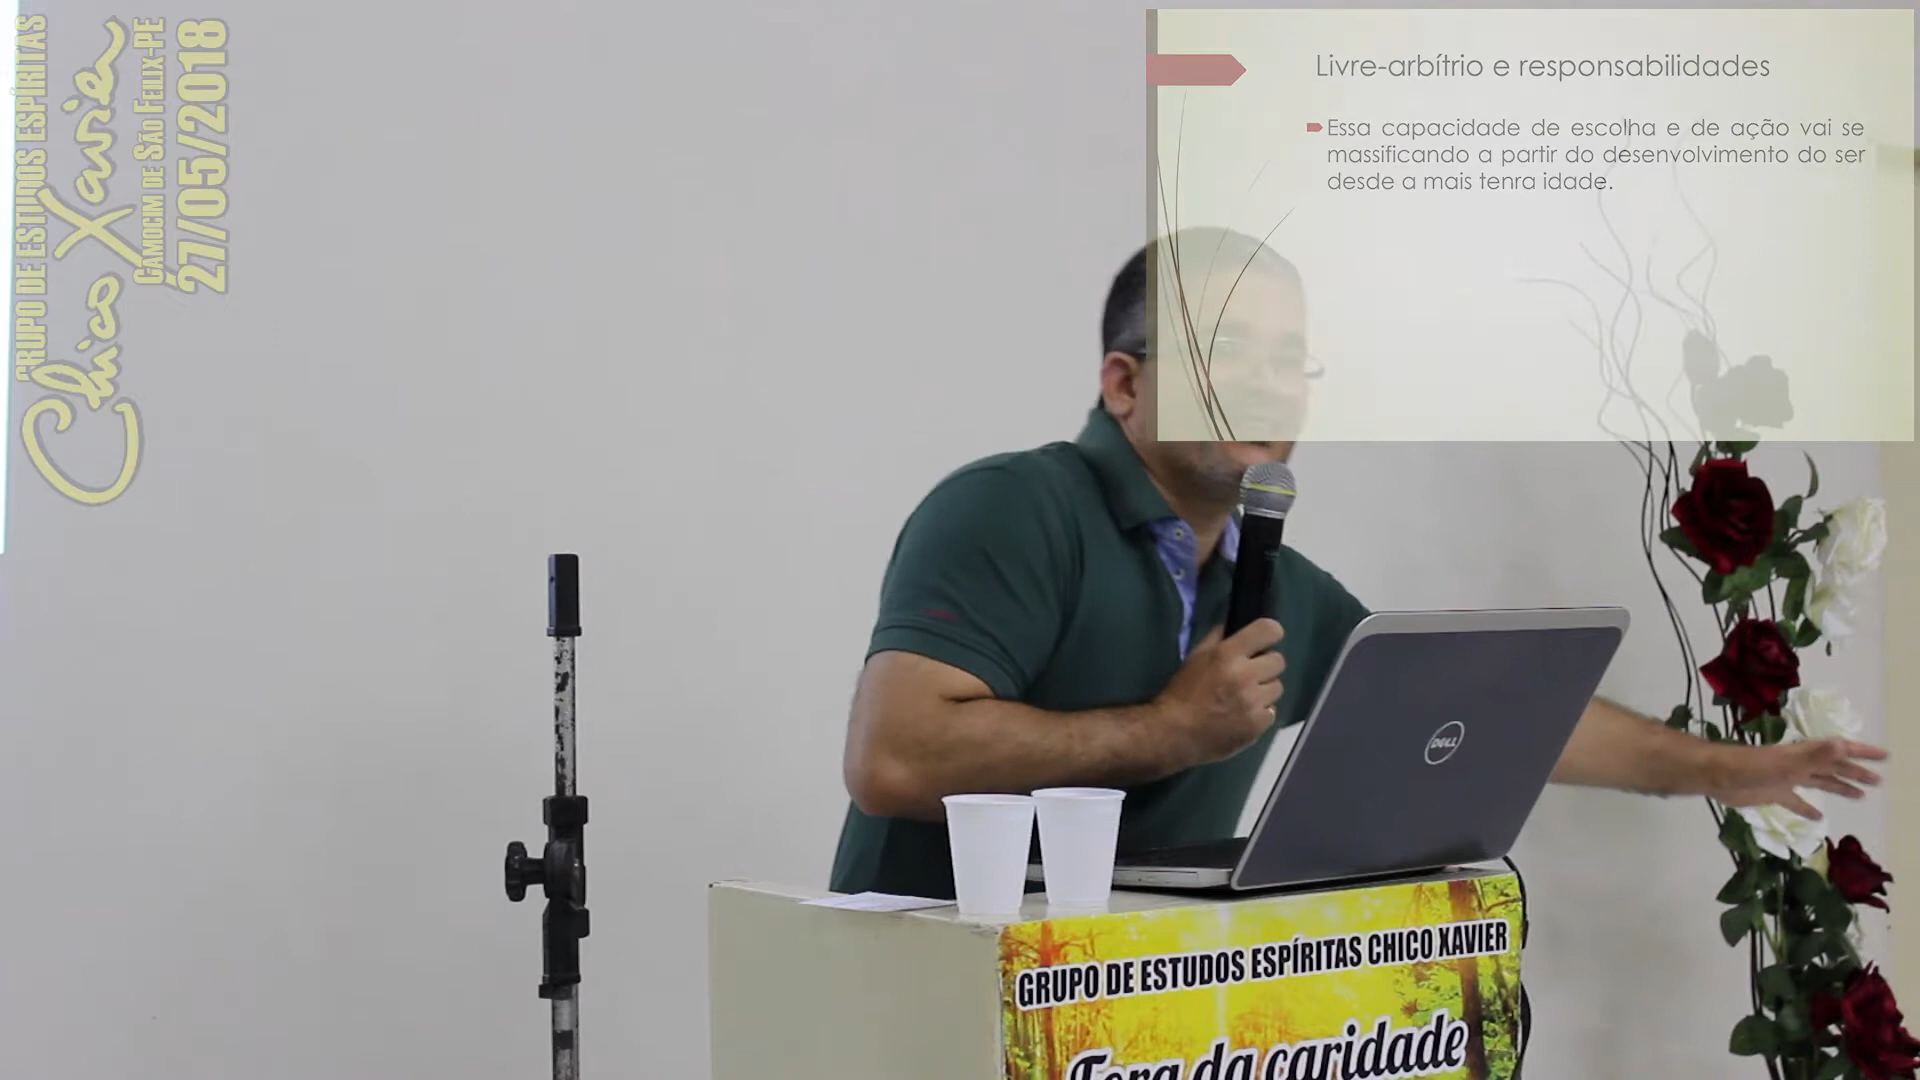 GRUPO DE ESTUDOS ESPÍRITAS
Chico Xavier
CAMOCIM DE SÃO FELIX-PE
27/05/2018
Livre-arbítrio e responsabilidades
Essa capacidade de escolha e de ação vai se
massificando a partir do desenvolvimento do ser
desde a mais tenra idade.
DELL
GRUPO DE ESTUDOS ESPÍRITAS CHICO XAVIER
Fora da caridade